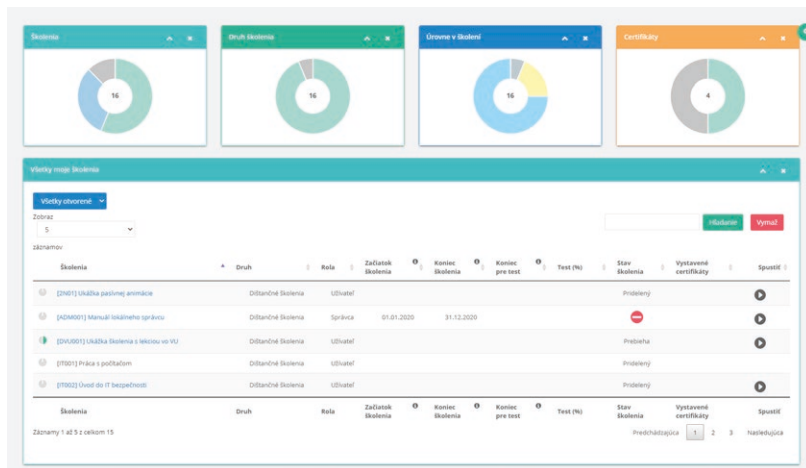 Školenia
Druh školenia
Úrovne v školení
Certifikáty
16
16
16
4
Všetky moje školenia
Všetky otvorené
Zobraz
5
Hľadanie
Vymaž
záznamov
Školenia Druh Rola Začiatok školenia Koniec školenia Koniec pre test Test (%) Stav školenia Vystavené certifikáty Spustiť
[2N01] Ukážka pasívnej animácie Dištančné školenia Užívateľ Pridelený
[ADM001] Manuál lokálneho správcu Dištančné školenia Správca 01.01.2020 31.12.2020
[DVU001] Ukážka školenia s lekciou vo VU Dištančné školenia Užívateľ Prebieha
[IT001] Práca s počítačom Dištančné školenia Užívateľ Pridelený
[IT002] Úvod do IT bezpečnosti Dištančné školenia Užívateľ Pridelený
Školenia Druh Rola Začiatok školenia Koniec školenia Koniec pre test Test (%) Stav školenia Vystavené certifikáty Spustiť
Záznamy 1 až 5 z celkom 15
Predchádzajúca 1 2 3 Nasledujúca